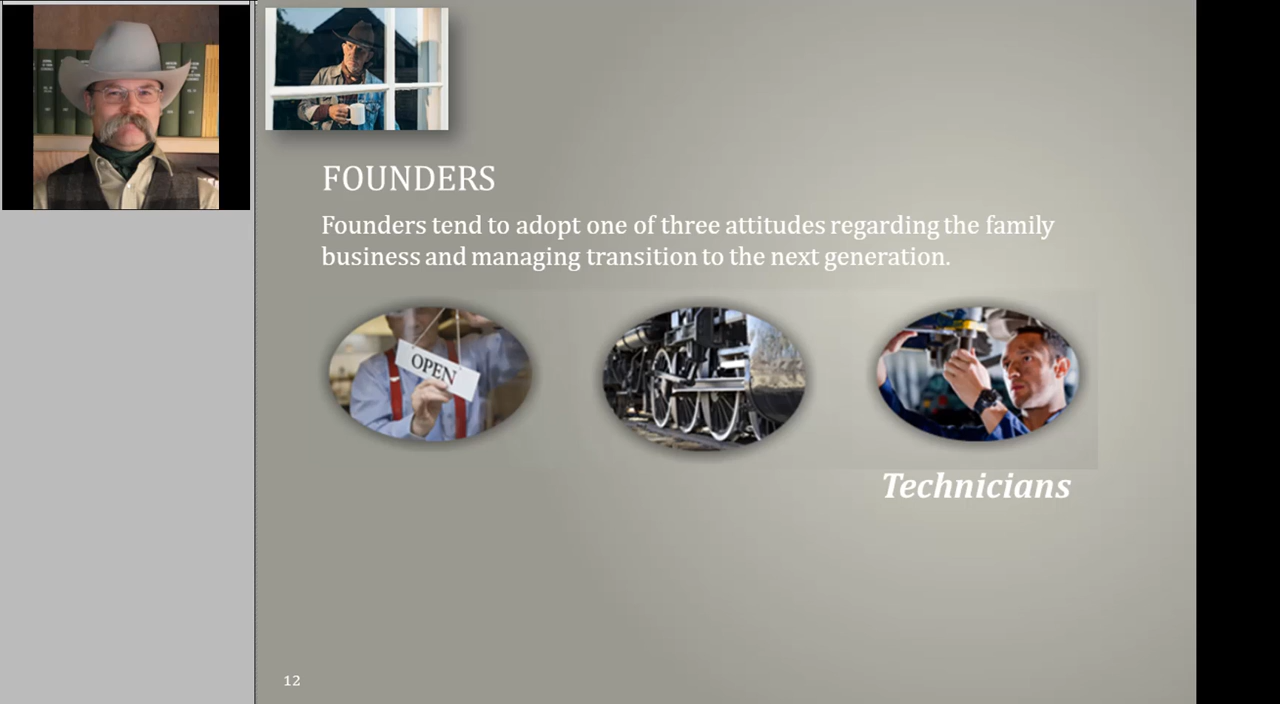 FOUNDERS
Founders tend to adopt one of three attitudes regarding the family
business and managing transition to the next generation.
OPEN
Technicians
12